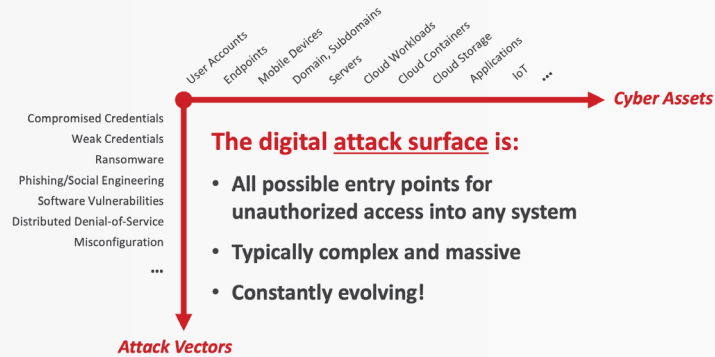 User Accounts
Endpoints
Mobile Devices
Domain, Subdomains
Servers
Cloud Workloads
Cloud Containers
Cloud Storage
Applications
IoT
...
Cyber Assets
Compromised Credentials
Weak Credentials
Ransomware
Phishing/Social Engineering
Software Vulnerabilities
Distributed Denial-of-Service
Misconfiguration
...
Attack Vectors
The digital attack surface is:
• All possible entry points for
unauthorized access into any system
• Typically complex and massive
• Constantly evolving!